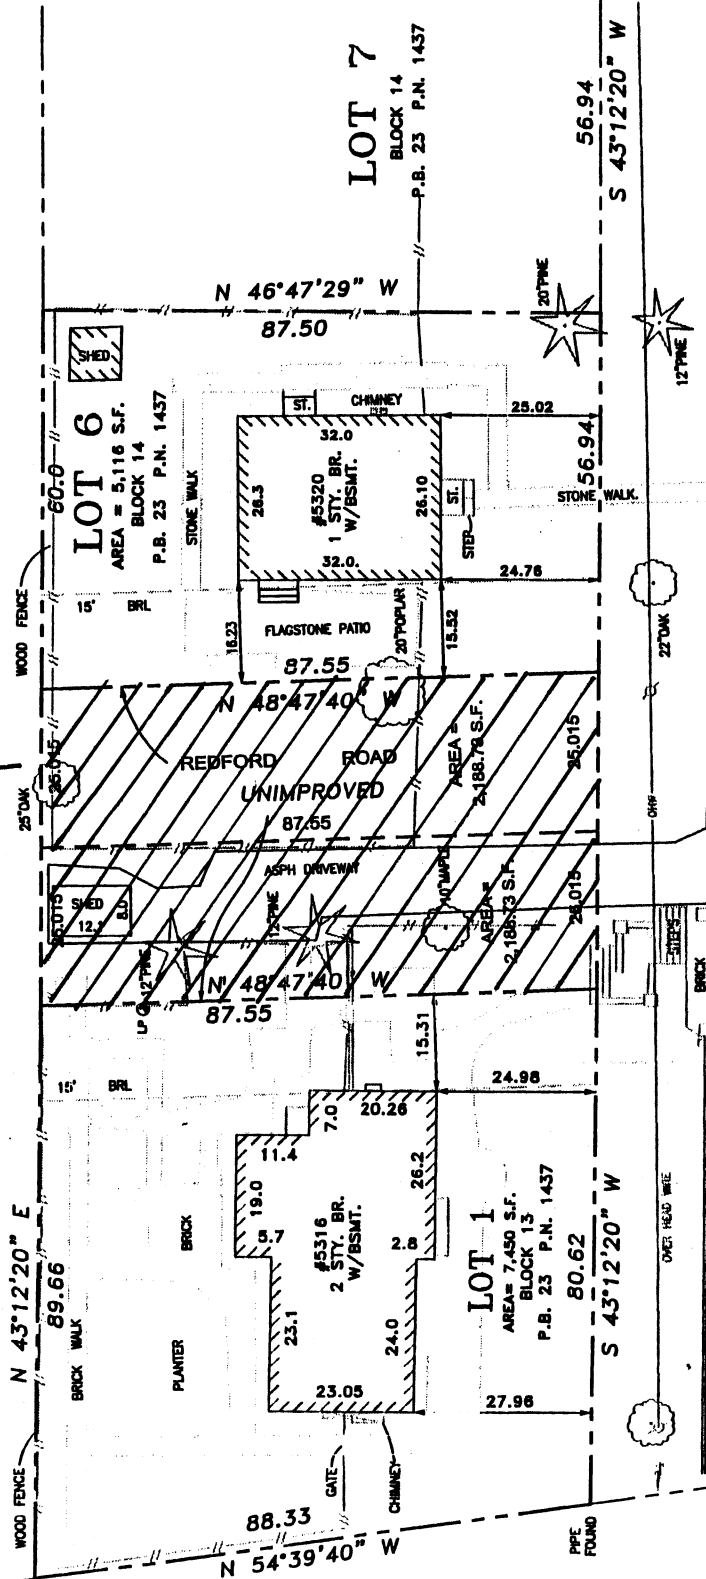 LOT 7
BLOCK 14
P.B. 23 P.N. 1437
56.94
S 43°12'20" W
N 46°47'29" W
87.50
20"PINE
12"PINE
SHED
LOT 6
AREA = 5,116 S.F.
BLOCK 14
P.B. 23 P.N. 1437
60.0
WOOD FENCE
STONE WALK
ST.
CHIMNEY
32.0
26.3
#5320
1 STY. BR.
W/BSMT.
26.10
32.0.
25.02
56.94
ST.
STEP
STONE WALK.
24.76
15' BRL
16.23
FLAGSTONE PATIO
20"POPLAR
15.52
22"OAK
87.55
N 48°47'40" W
REDFORD ROAD
UNIMPROVED
AREA =
2,188.73 S.F.
25.015
25.015
25"OAK
87.55
ASPH DRIVEWAY
OHW
SHED
12.
8.0
25.015
12"PINE
12"PINE
10"MAPLE
AREA=
2,188.73 S.F.
25.015
STEPS
BRICK
LP
N 48°47'40" W
87.55
15.31
15' BRL
24.98
7.0
20.26
11.4
19.0
5.7
26.2
2.8
#5316
2 STY. BR.
W/BSMT.
23.1
24.0
23.05
27.96
LOT 1
AREA= 7,450 S.F.
BLOCK 13
P.B. 23 P.N. 1437
80.62
S 43°12'20" W
OVER HEAD WIRE
N 43°12'20" E
89.66
BRICK
BRICK WALK
PLANTER
WOOD FENCE
GATE
CHIMNEY
88.33
N 54°39'40" W
PIPE
FOUND